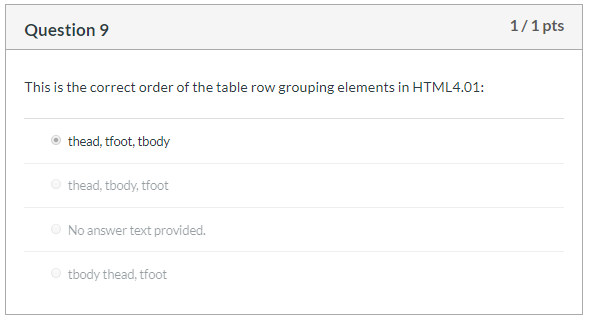 Question 9
1 / 1 pts
This is the correct order of the table row grouping elements in HTML4.01:
thead, tfoot, tbody
thead, tbody, tfoot
No answer text provided.
tbody thead, tfoot